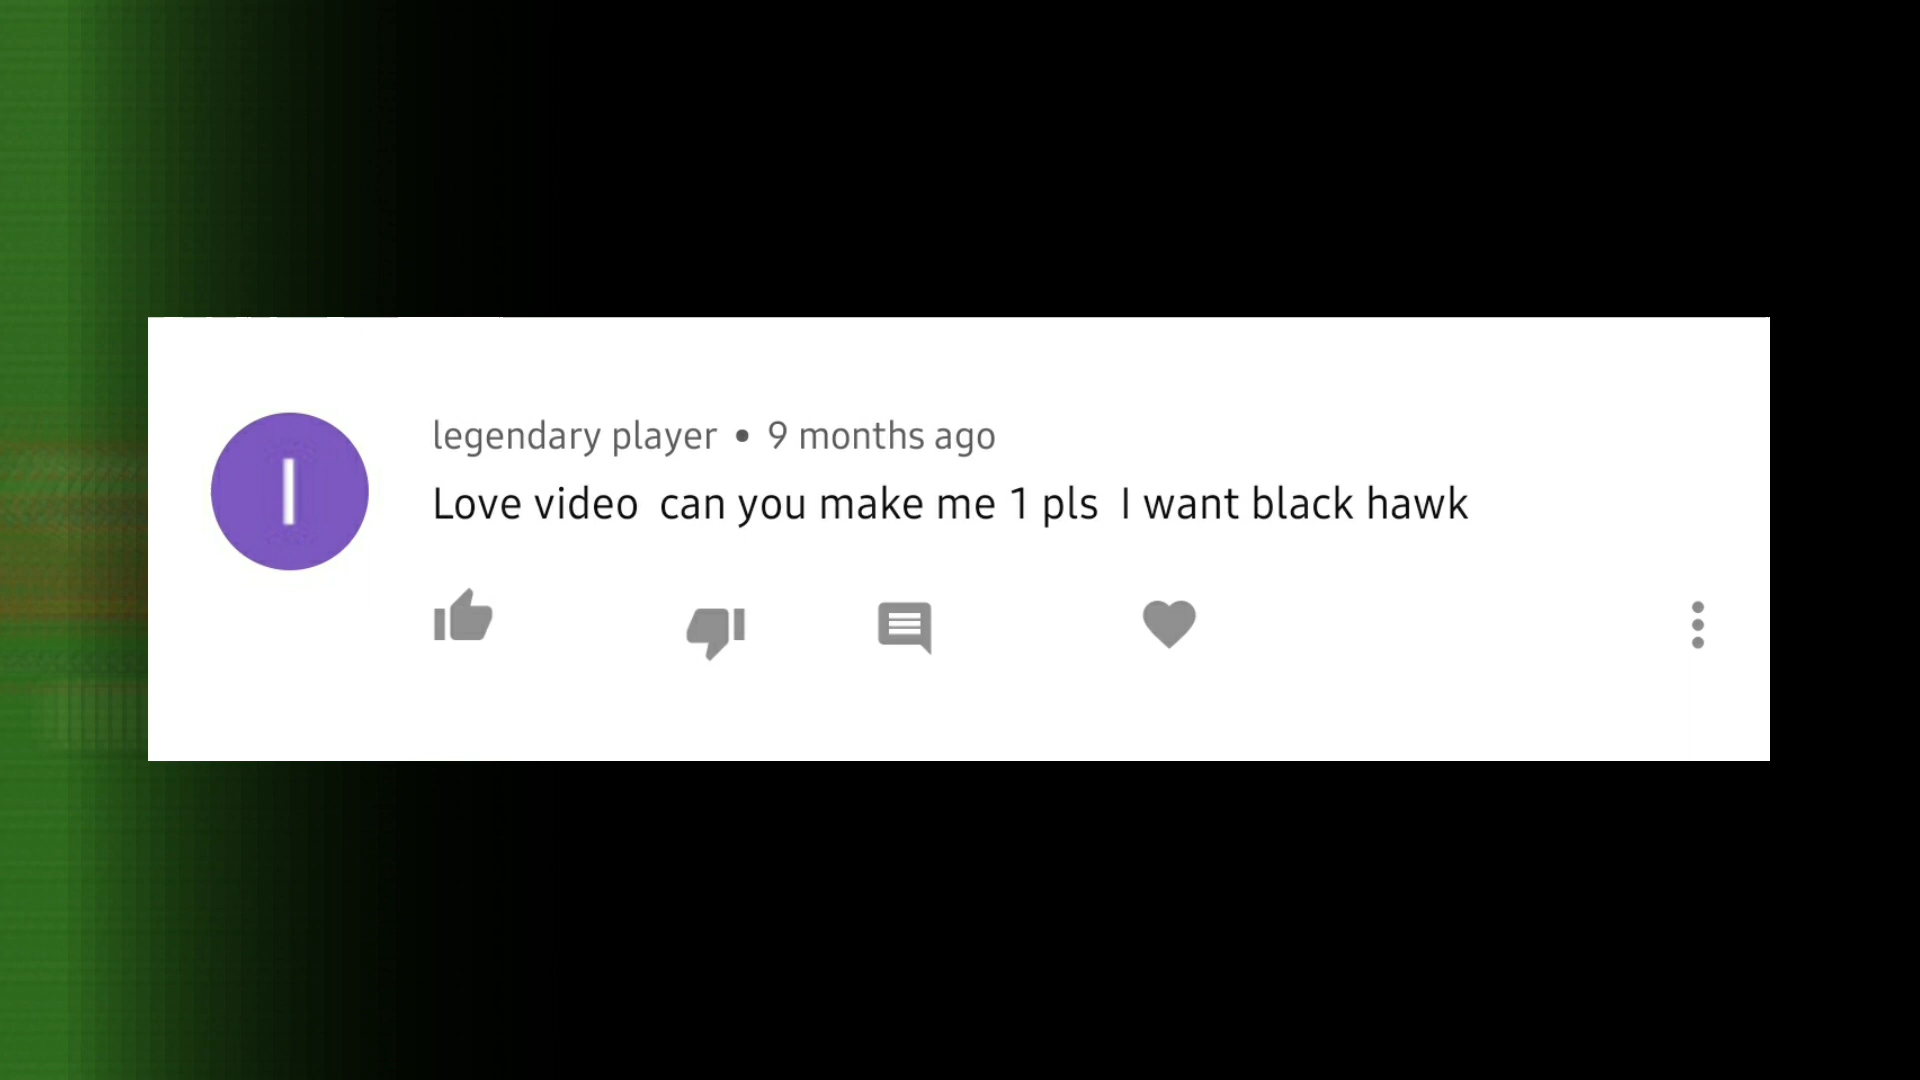 l
legendary player • 9 months ago
Love video  can you make me 1 pls  I want black hawk